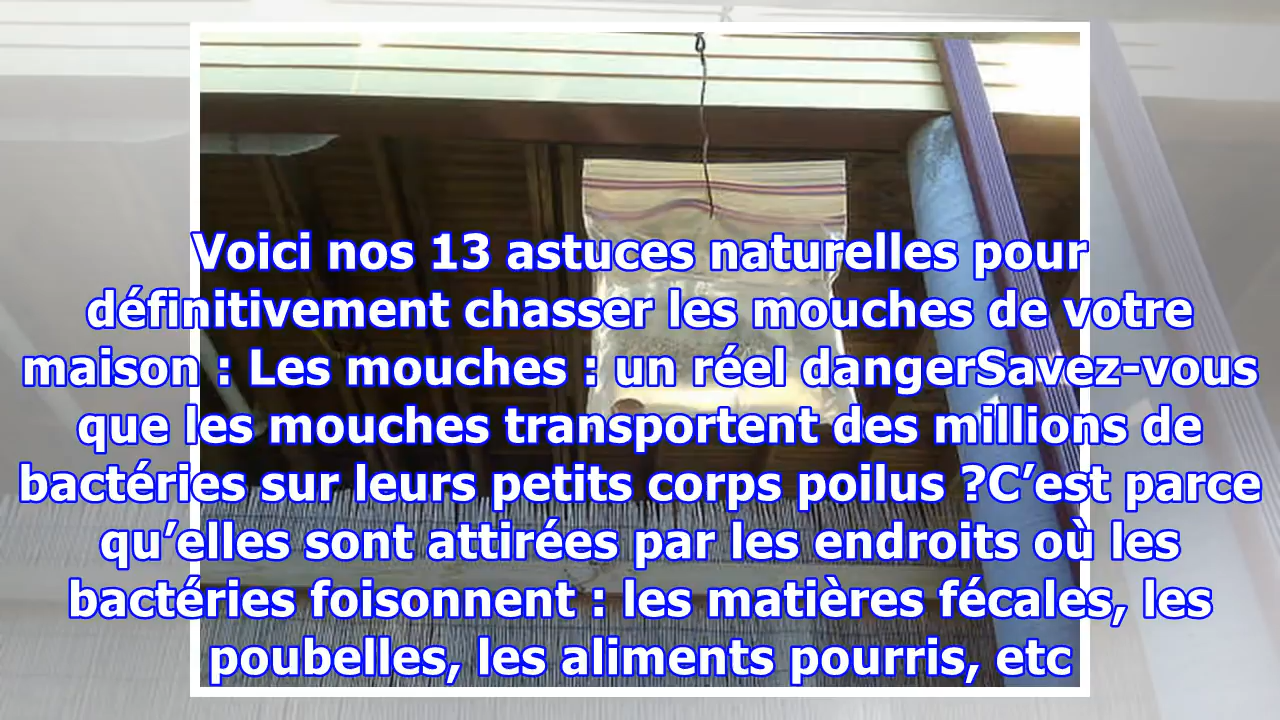 Voici nos 13 astuces naturelles pour
définitivement chasser les mouches de votre
maison : Les mouches : un réel dangerSavez-vous
que les mouches transportent des millions de
bactéries sur leurs petits corps poilus ?C’est parce
qu’elles sont attirées par les endroits où les
bactéries foisonnent : les matières fécales, les
poubelles, les aliments pourris, etc